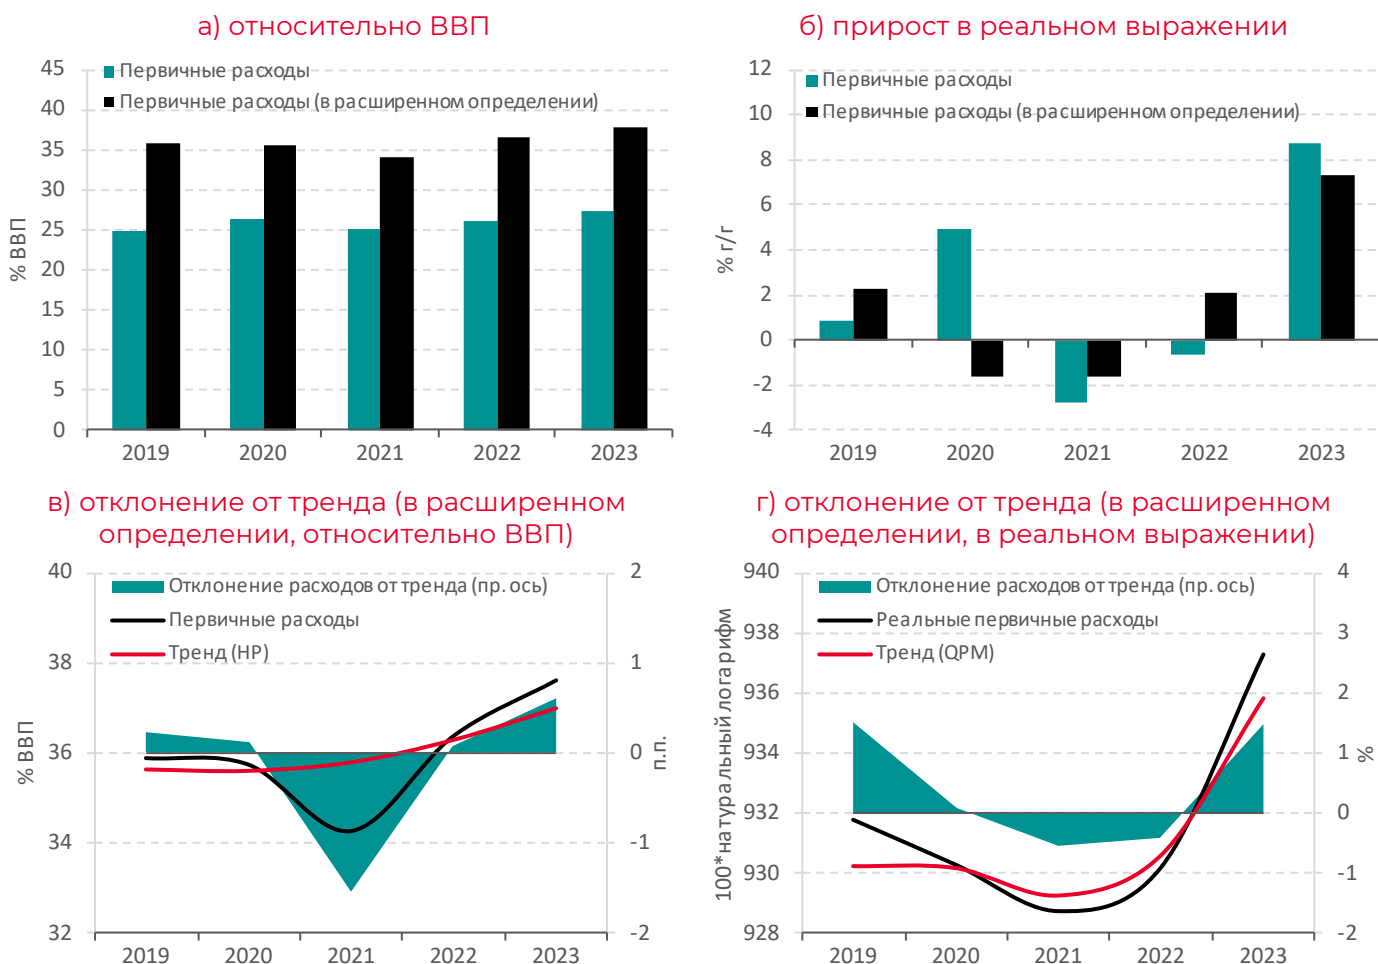 а) относительно ВВП
45
40
35
30
25
20
15
10
5
0
% ВВП
Первичные расходы
Первичные расходы (в расширенном определении)
2019 2020 2021 2022 2023
б) прирост в реальном выражении
12
10
8
6
4
2
0
-2
-4
% г/г
Первичные расходы
Первичные расходы (в расширенном определении)
2019 2020 2021 2022 2023
в) отклонение от тренда (в расширенном
определении, относительно ВВП)
40
38
36
34
32
% ВВП
Отклонение расходов от тренда (пр. ось)
Первичные расходы
Тренд (HP)
2
1
0
-1
-2
п.п.
2019 2020 2021 2022 2023
г) отклонение от тренда (в расширенном
определении, в реальном выражении)
940
938
936
934
932
930
928
100*натуральный логарифм
Отклонение расходов от тренда (пр. ось)
Реальные первичные расходы
Тренд (QPM)
4
3
2
1
0
-1
-2
%
2019 2020 2021 2022 2023